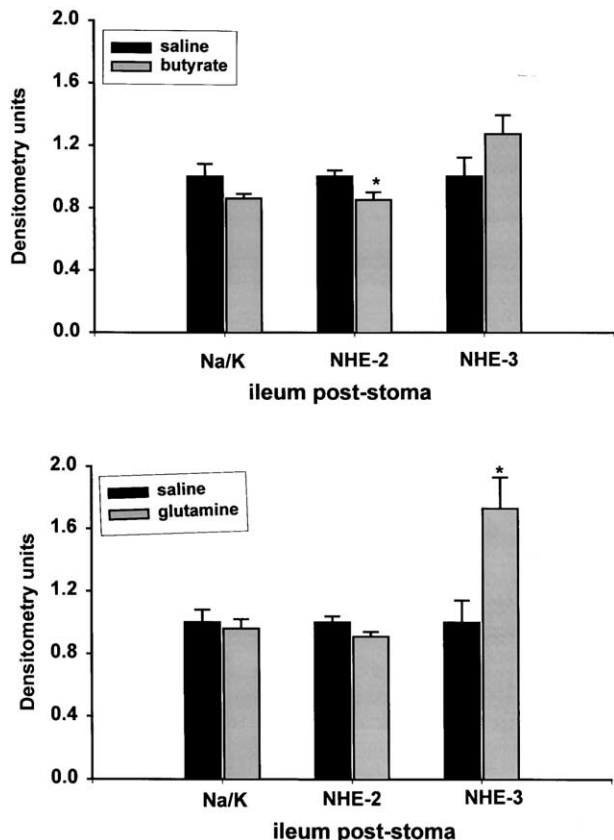 saline
butyrate
Densitometry units
2.0
1.6
1.2
0.8
0.4
0.0
*
Na/K NHE-2 NHE-3
ileum post-stoma
saline
glutamine
Densitometry units
2.0
1.6
1.2
0.8
0.4
0.0
*
Na/K NHE-2 NHE-3
ileum post-stoma